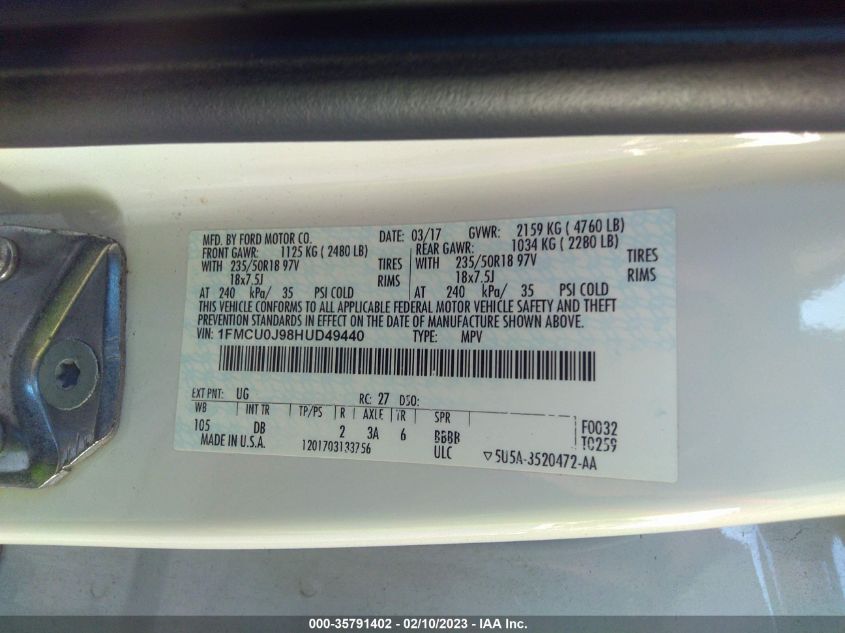 MFD. BY FORD MOTOR CO. DATE: 03/17 GVWR: 2159 KG ( 4760 LB)
FRONT GAWR: 1125 KG ( 2480 LB) REAR GAWR: 1034 KG ( 2280 LB)
WITH 235/50R18 97V TIRES WITH 235/50R18 97V TIRES
18x7.5J RIMS 18x7.5J RIMS
AT 240 kPa/ 35 PSI COLD AT 240 kPa/ 35 PSI COLD
THIS VEHICLE CONFORMS TO ALL APPLICABLE FEDERAL MOTOR VEHICLE SAFETY AND THEFT
PREVENTION STANDARDS IN EFFECT ON THE DATE OF MANUFACTURE SHOWN ABOVE.
VIN: 1FMCU0J98HUD49440 TYPE: MPV
EXT PNT: UG RC: 27 DSO:
WB INT TR TP/PS R AXLE TR SPR
105 DB 2 3A 6 BBBB F0032
MADE IN U.S.A. 1201703133756 ULC ▽5U5A-3520472-AA T0259
000-35791402 - 02/10/2023 - IAA Inc.